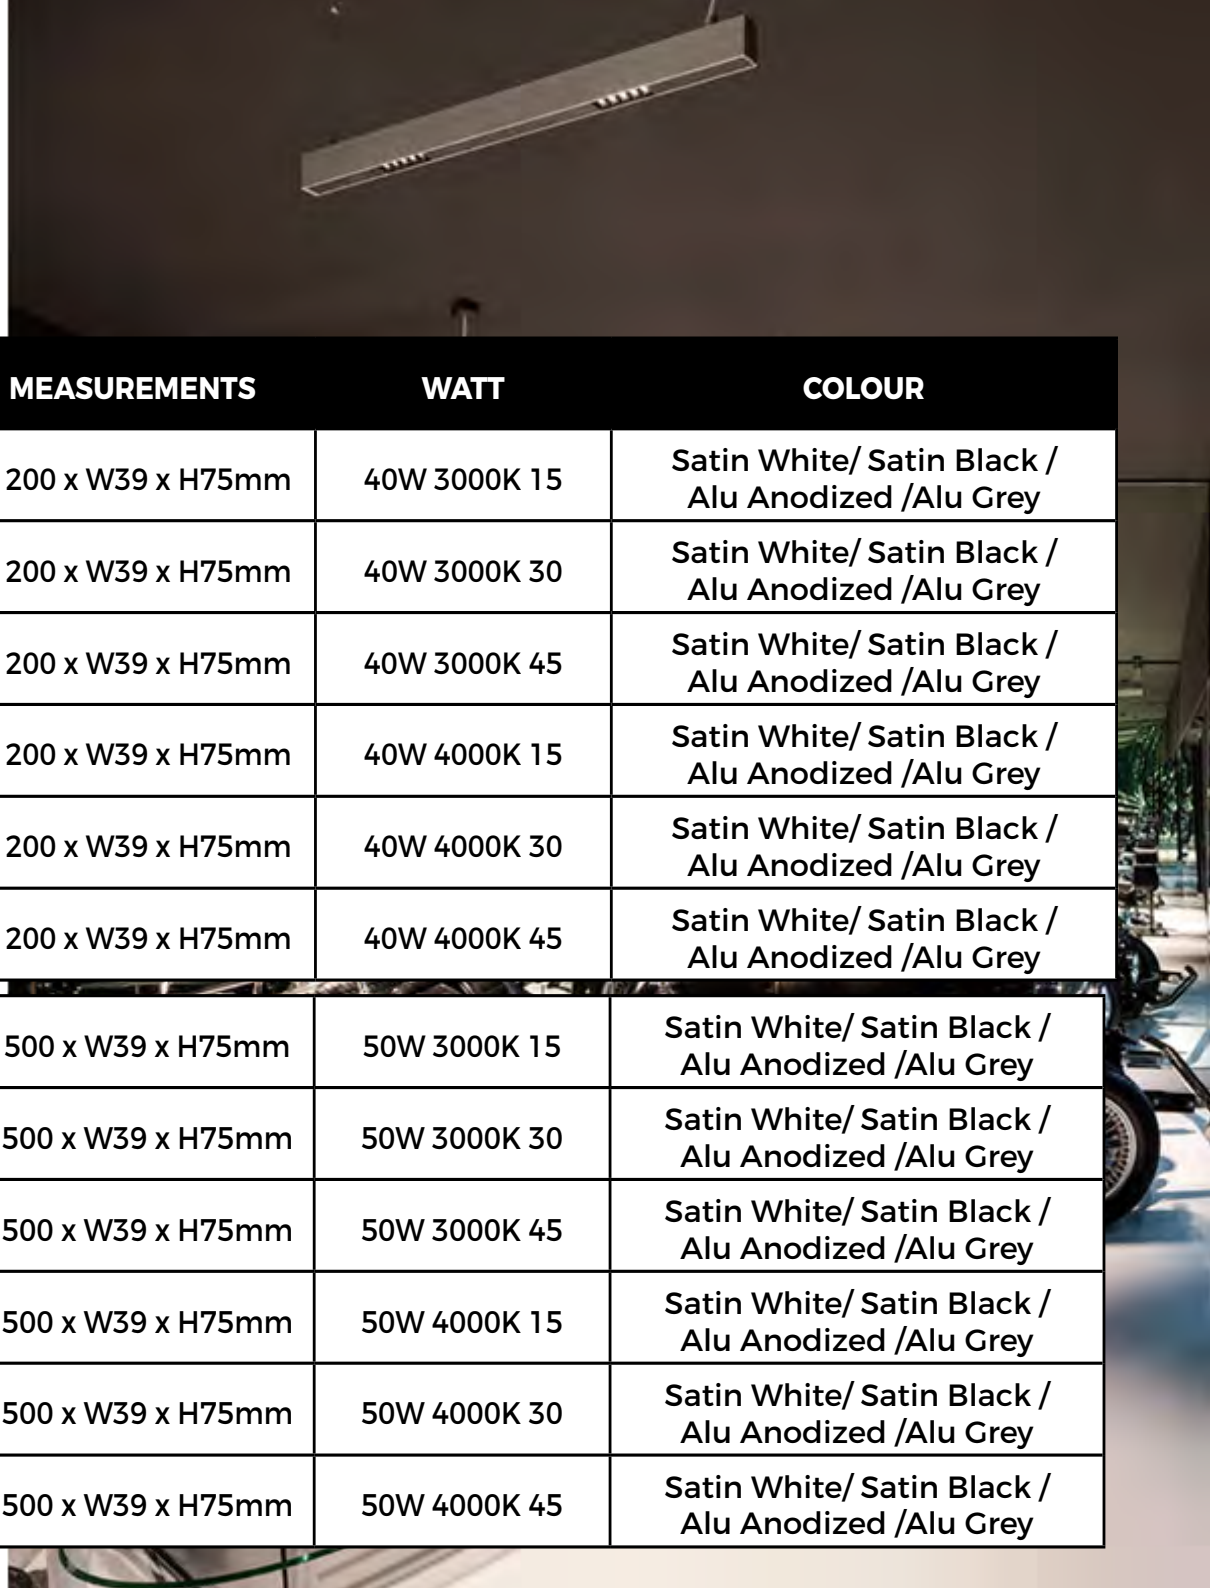 MEASUREMENTS WATT COLOUR
200 x W39 x H75mm 40W 3000K 15 Satin White/ Satin Black /
Alu Anodized /Alu Grey
200 x W39 x H75mm 40W 3000K 30 Satin White/ Satin Black /
Alu Anodized /Alu Grey
200 x W39 x H75mm 40W 3000K 45 Satin White/ Satin Black /
Alu Anodized /Alu Grey
200 x W39 x H75mm 40W 4000K 15 Satin White/ Satin Black /
Alu Anodized /Alu Grey
200 x W39 x H75mm 40W 4000K 30 Satin White/ Satin Black /
Alu Anodized /Alu Grey
200 x W39 x H75mm 40W 4000K 45 Satin White/ Satin Black /
Alu Anodized /Alu Grey
500 x W39 x H75mm 50W 3000K 15 Satin White/ Satin Black /
Alu Anodized /Alu Grey
500 x W39 x H75mm 50W 3000K 30 Satin White/ Satin Black /
Alu Anodized /Alu Grey
500 x W39 x H75mm 50W 3000K 45 Satin White/ Satin Black /
Alu Anodized /Alu Grey
500 x W39 x H75mm 50W 4000K 15 Satin White/ Satin Black /
Alu Anodized /Alu Grey
500 x W39 x H75mm 50W 4000K 30 Satin White/ Satin Black /
Alu Anodized /Alu Grey
500 x W39 x H75mm 50W 4000K 45 Satin White/ Satin Black /
Alu Anodized /Alu Grey